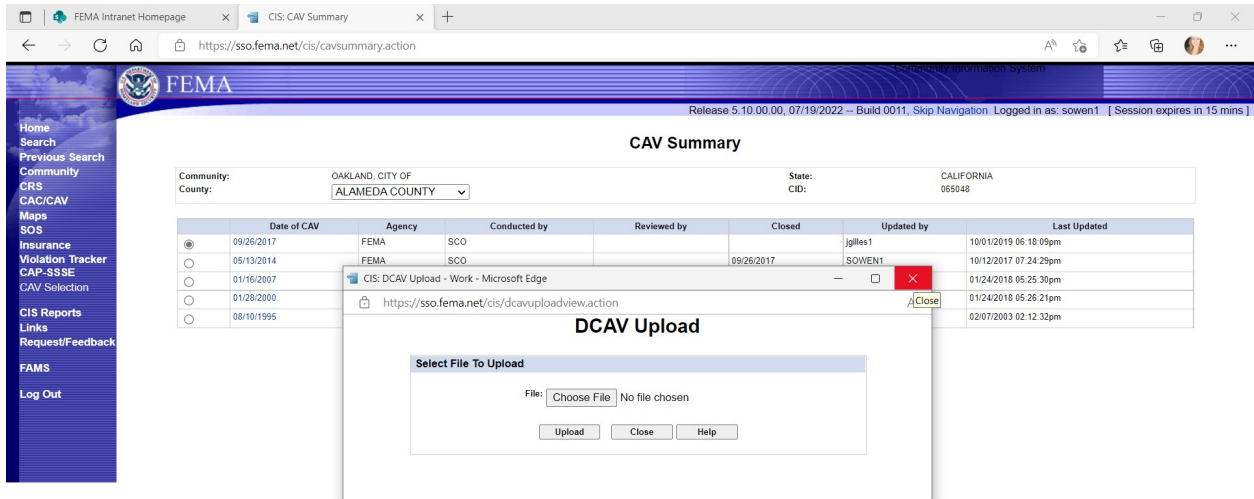 FEMA Intranet Homepage
CIS: CAV Summary
https://sso.fema.net/cis/cavsummary.action
FEMA
Community Information System
Release 5.10.00.00, 07/19/2022 -- Build 0011, Skip Navigation Logged in as: sowen1 [ Session expires in 15 mins ]
Home
Search
Previous Search
Community
CRS
CAC/CAV
Maps
SOS
Insurance
Violation Tracker
CAP-SSSE
CAV Selection
CIS Reports
Links
Request/Feedback
FAMS
Log Out
CAV Summary
Community: OAKLAND, CITY OF State: CALIFORNIA
County: ALAMEDA COUNTY CID: 065048
Date of CAV Agency Conducted by Reviewed by Closed Updated by Last Updated
09/26/2017 FEMA SCO jgilles1 10/01/2019 06:18:09pm
05/13/2014 FEMA SCO 09/26/2017 SOWEN1 10/12/2017 07:24:29pm
01/16/2007 01/24/2018 05:25:30pm
01/28/2000 01/24/2018 05:26:21pm
08/10/1995 02/07/2003 02:12:32pm
CIS: DCAV Upload - Work - Microsoft Edge
Close
https://sso.fema.net/cis/dcavuploadview.action
DCAV Upload
Select File To Upload
File: Choose File No file chosen
Upload Close Help